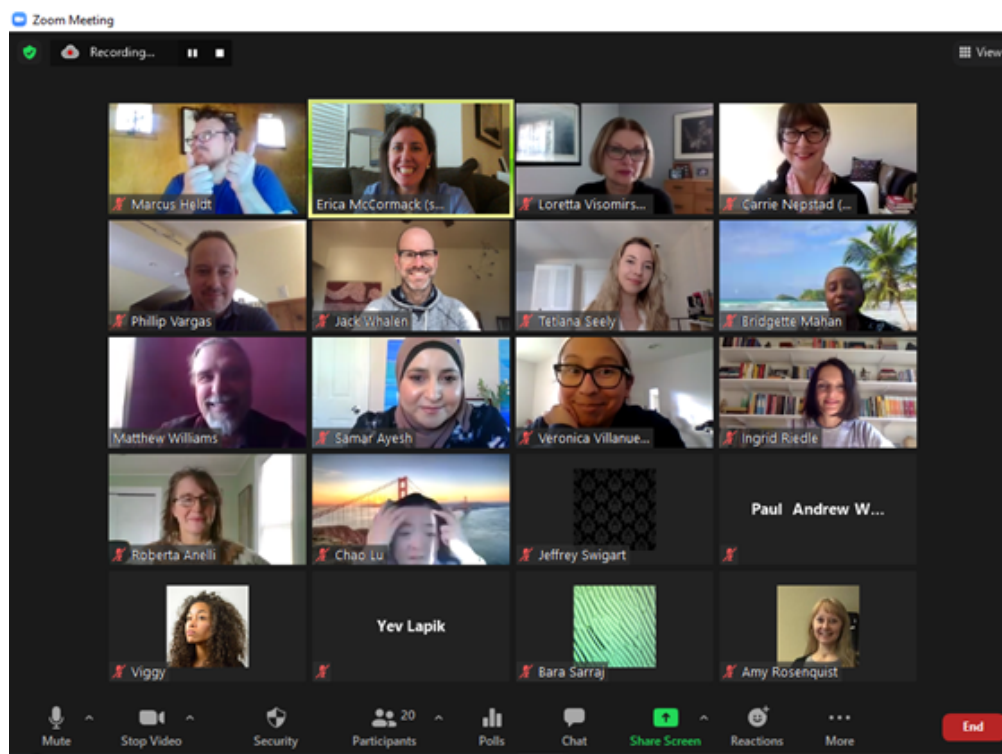 Zoom Meeting
Recording...
View
Marcus Heldt
Erica McCormack (s...
Loretta Visomirs...
Carrie Nepstad (...
Phillip Vargas
Jack Whalen
Tetiana Seely
Bridgette Mahan
Matthew Williams
Samar Ayesh
Veronica Villanue...
Ingrid Riedle
Roberta Anelli
Chao Lu
Jeffrey Swigart
Paul Andrew W...
Viggy
Yev Lapik
Bara Sarraj
Amy Rosenquist
Mute
Stop Video
Security
20
Participants
Polls
Chat
Share Screen
Reactions
More
End